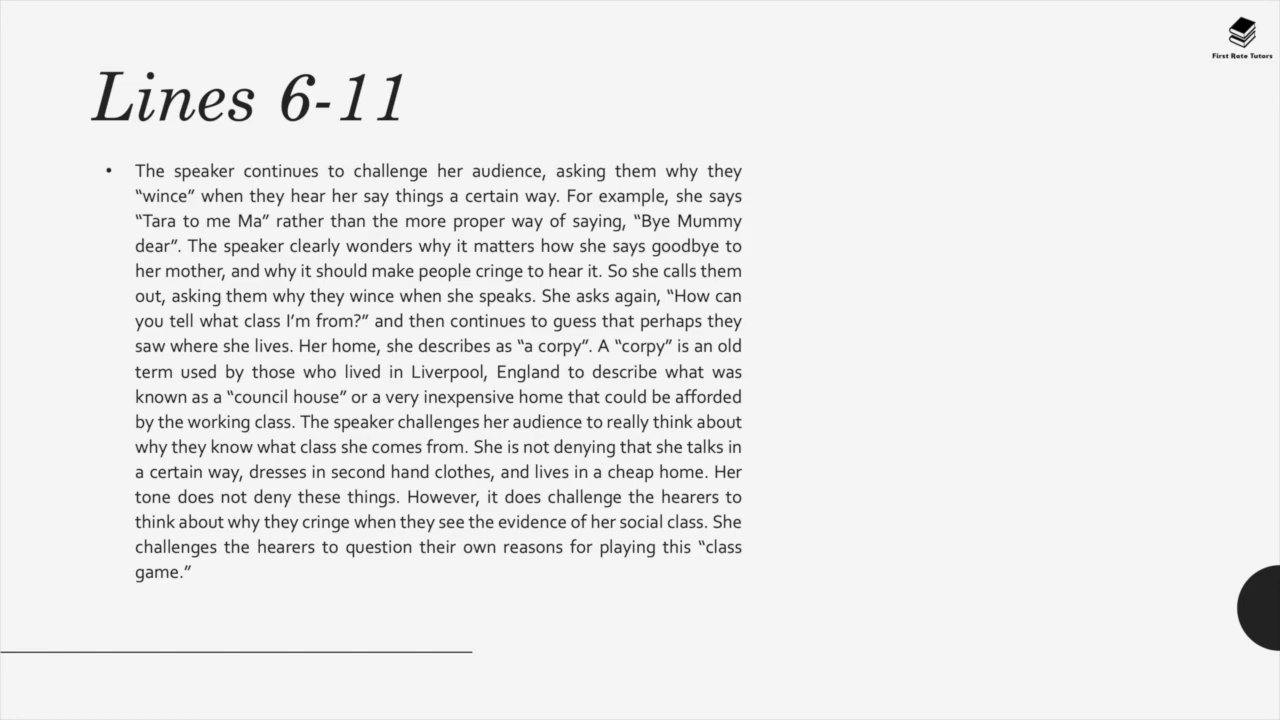 First Rate Tutors
Lines 6-11
• The speaker continues to challenge her audience, asking them why they
“wince” when they hear her say things a certain way. For example, she says
“Tara to me Ma” rather than the more proper way of saying, “Bye Mummy
dear”. The speaker clearly wonders why it matters how she says goodbye to
her mother, and why it should make people cringe to hear it. So she calls them
out, asking them why they wince when she speaks. She asks again, “How can
you tell what class I’m from?” and then continues to guess that perhaps they
saw where she lives. Her home, she describes as “a corpy”. A “corpy” is an old
term used by those who lived in Liverpool, England to describe what was
known as a “council house” or a very inexpensive home that could be afforded
by the working class. The speaker challenges her audience to really think about
why they know what class she comes from. She is not denying that she talks in
a certain way, dresses in second hand clothes, and lives in a cheap home. Her
tone does not deny these things. However, it does challenge the hearers to
think about why they cringe when they see the evidence of her social class. She
challenges the hearers to question their own reasons for playing this “class
game.”